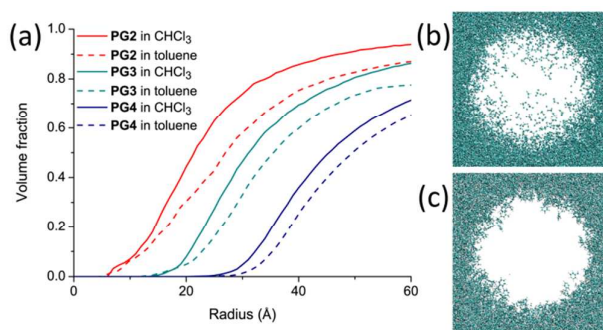 (a)
1.0
0.8
0.6
0.4
0.2
0.0
Volume fraction
PG2 in CHCl₃
PG2 in toluene
PG3 in CHCl₃
PG3 in toluene
PG4 in CHCl₃
PG4 in toluene
0 20 40 60
Radius (Å)
(b)
(c)